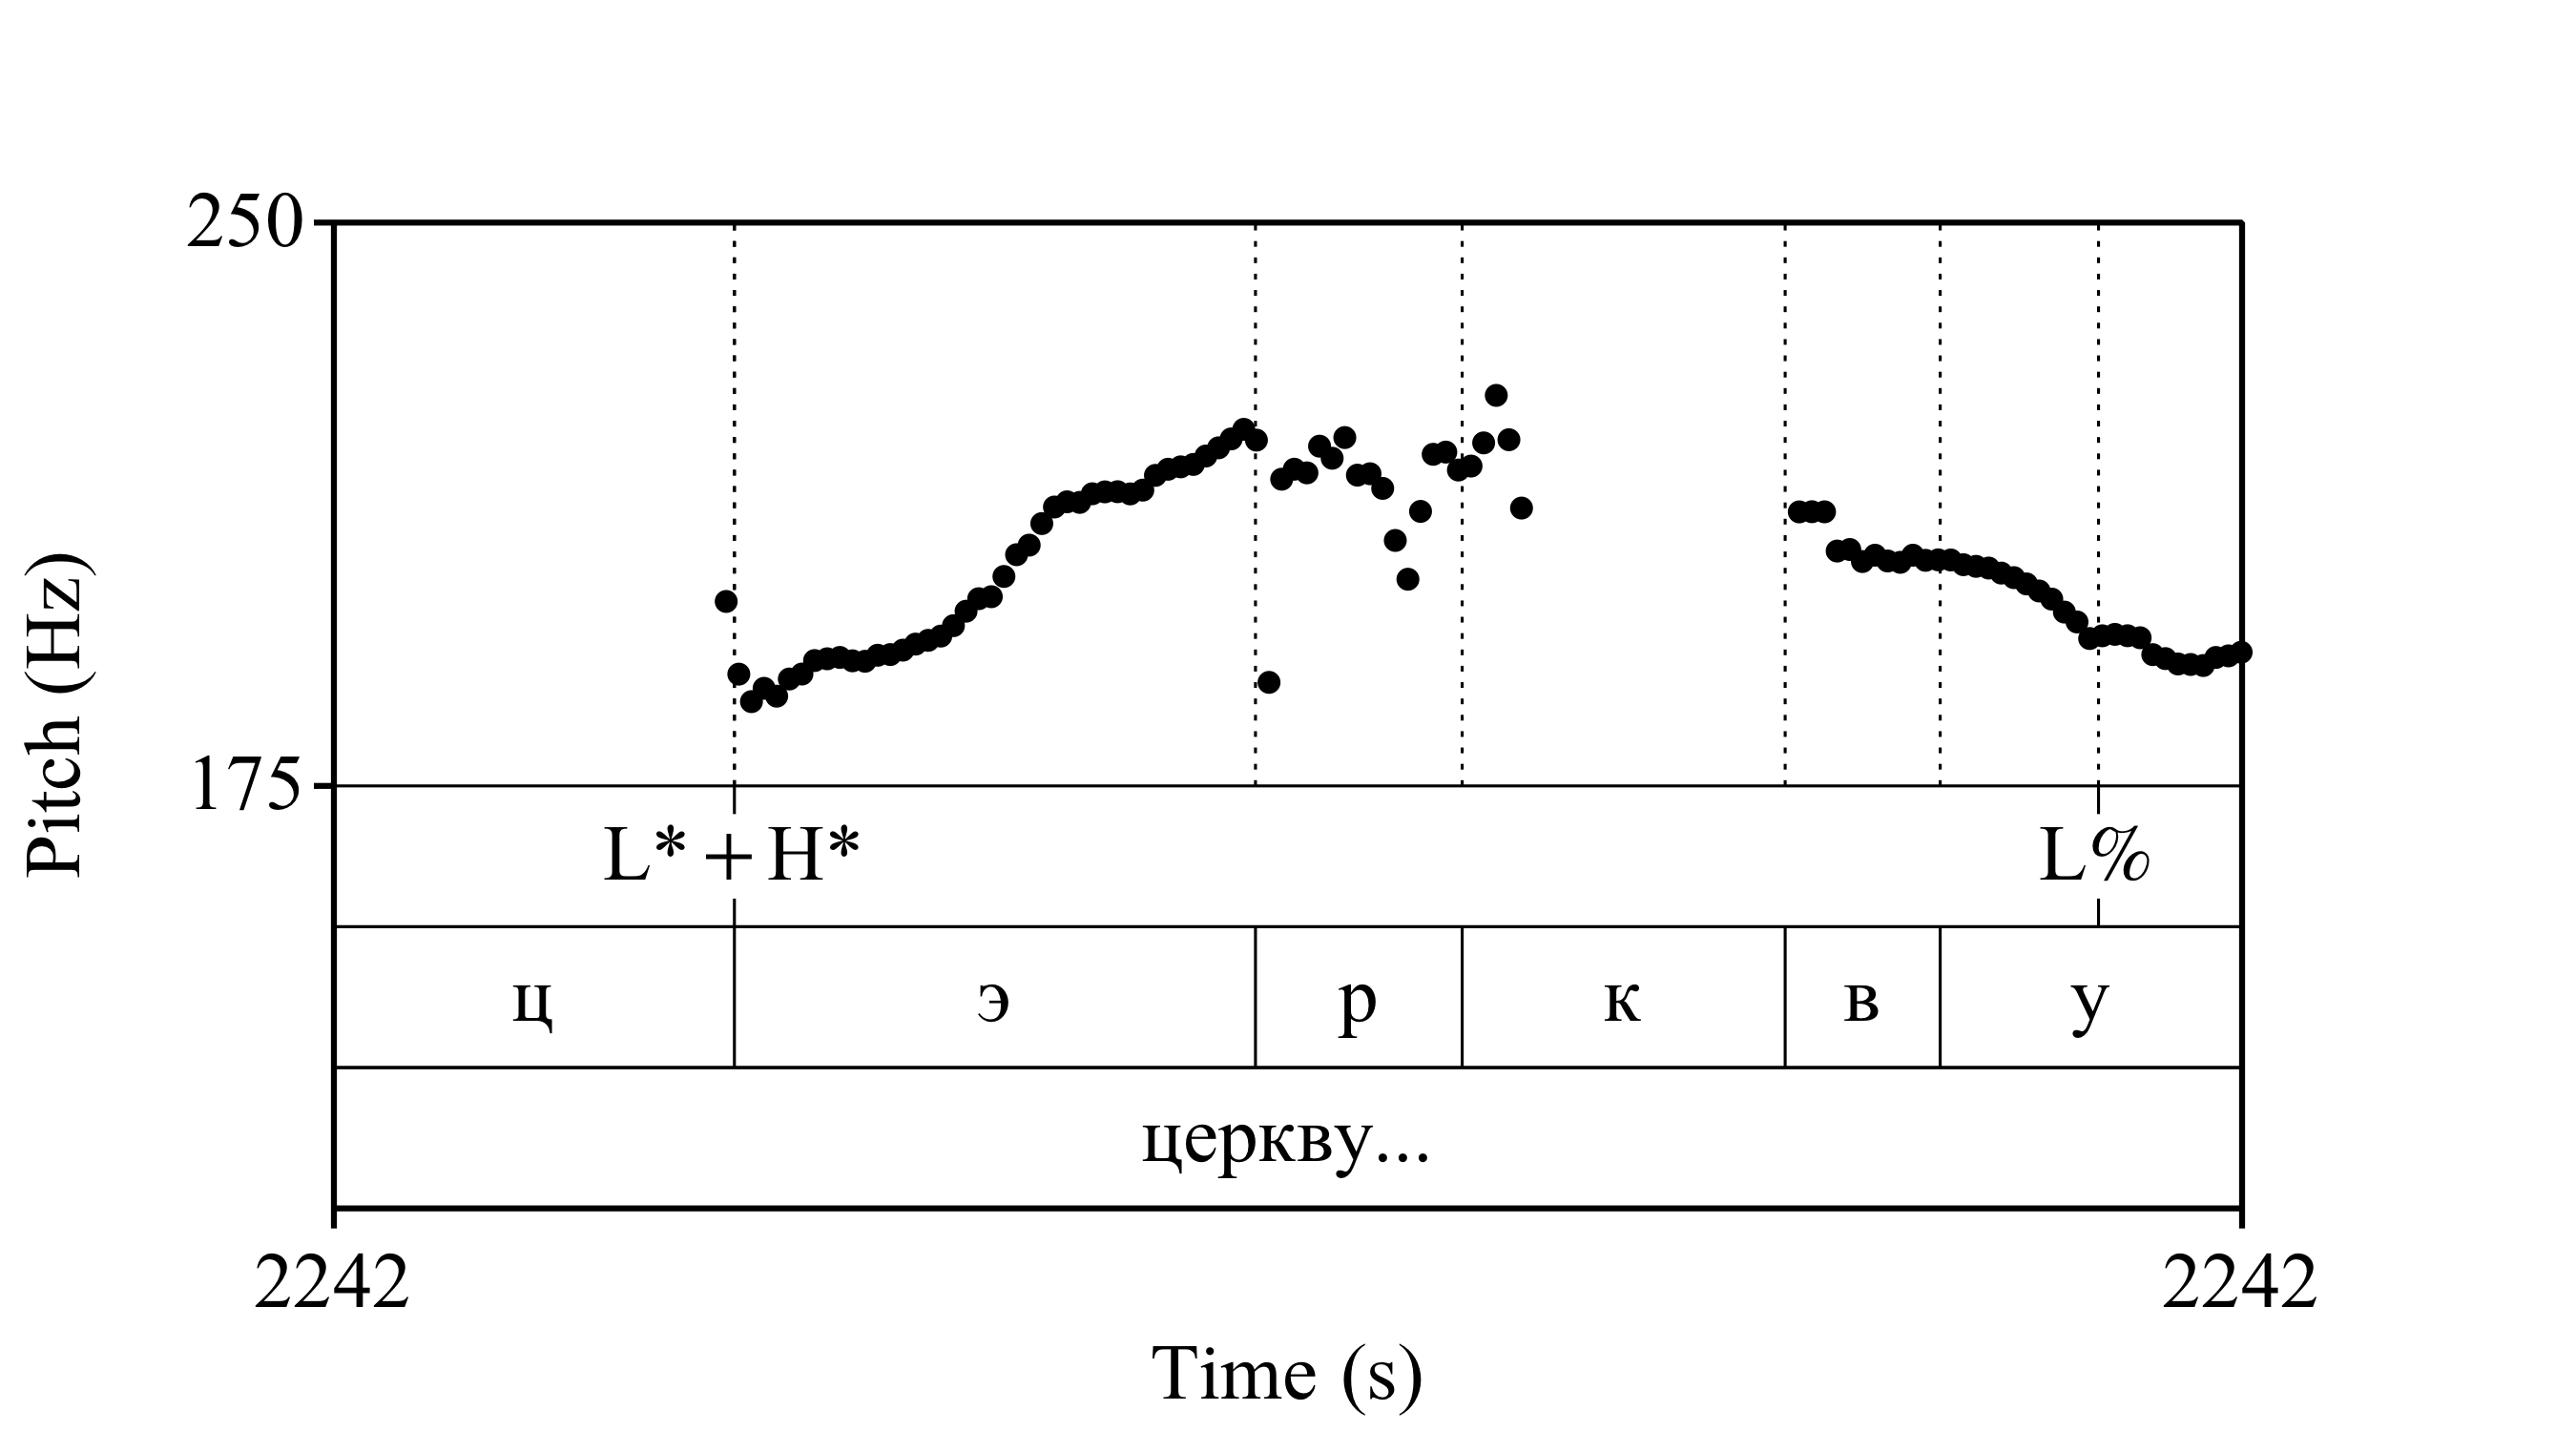 250
175
Pitch (Hz)
L*+H* L%
ц э р к в у
церкву...
2242 2242
Time (s)